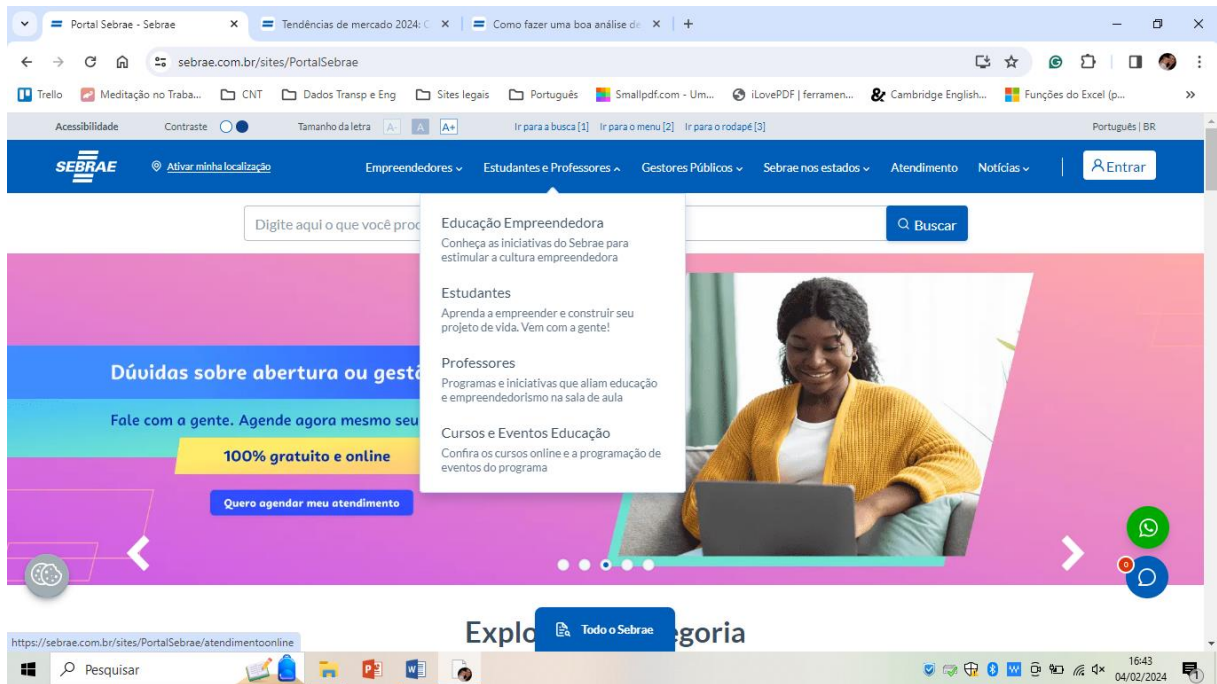 Portal Sebrae - Sebrae
Tendências de mercado 2024: C
Como fazer uma boa análise de
sebrae.com.br/sites/PortalSebrae
Trello
Meditação no Traba...
CNT
Dados Transp e Eng
Sites legais
Português
Smallpdf.com - Um...
iLovePDF | ferramen...
Cambridge English...
Funções do Excel (p...
»
Acessibilidade
Contraste
Tamanho da letra
A-
A
A+
Ir para a busca [1]
Ir para o menu [2]
Ir para o rodapé [3]
Português | BR
SEBRAE
Ativar minha localização
Empreendedores
Estudantes e Professores
Gestores Públicos
Sebrae nos estados
Atendimento
Notícias
Entrar
Digite aqui o que você proc
Buscar
Educação Empreendedora
Conheça as iniciativas do Sebrae para
estimular a cultura empreendedora
Estudantes
Aprenda a empreender e construir seu
projeto de vida. Vem com a gente!
Professores
Programas e iniciativas que aliam educação
e empreendedorismo na sala de aula
Cursos e Eventos Educação
Confira os cursos online e a programação de
eventos do programa
Dúvidas sobre abertura ou gestã
Fale com a gente. Agende agora mesmo seu
100% gratuito e online
Quero agendar meu atendimento
0
Explo
egoria
Todo o Sebrae
https://sebrae.com.br/sites/PortalSebrae/atendimentoonline
Pesquisar
16:43
04/02/2024
1